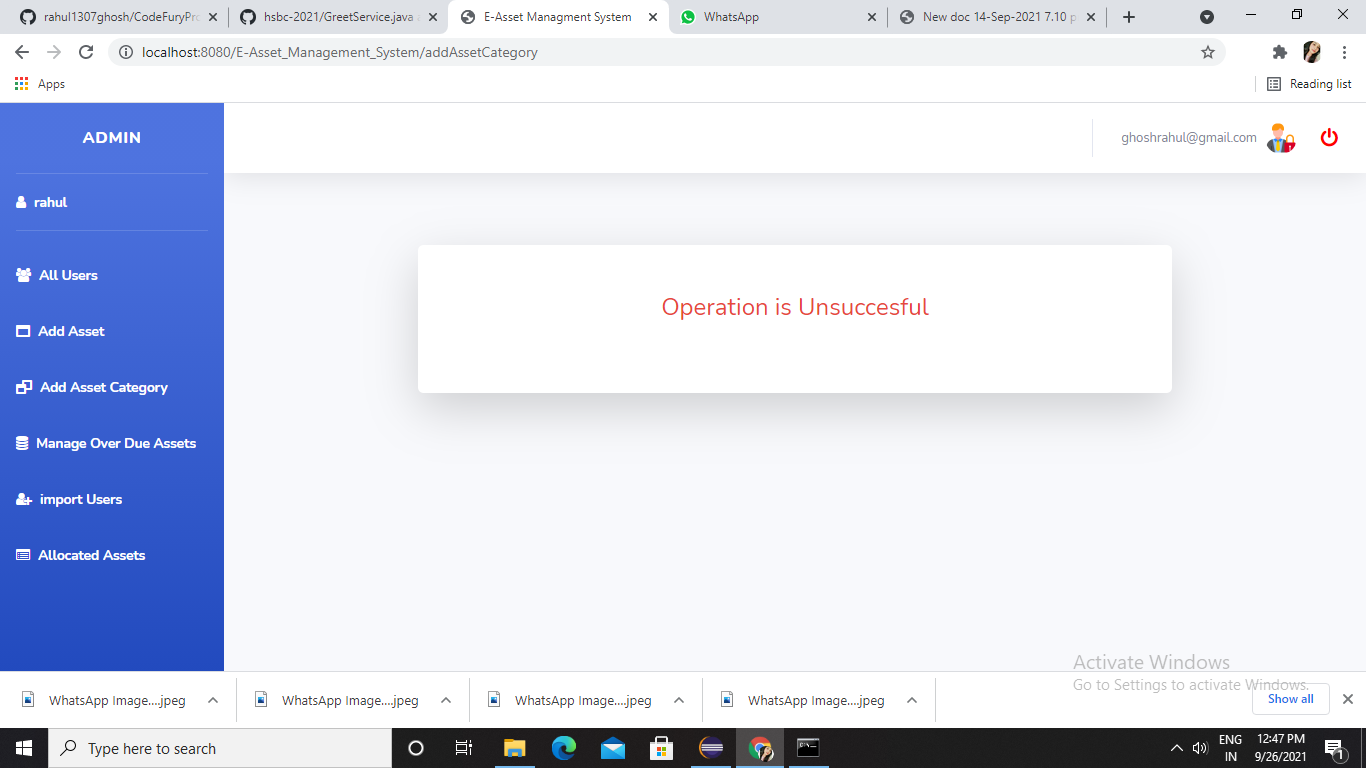 rahul1307ghosh/CodeFuryPro
hsbc-2021/GreetService.java
E-Asset Managment System
WhatsApp
New doc 14-Sep-2021 7.10 p
localhost:8080/E-Asset_Management_System/addAssetCategory
Apps
Reading list
ADMIN
ghoshrahul@gmail.com
rahul
All Users
Add Asset
Operation is Unsuccesful
Add Asset Category
Manage Over Due Assets
import Users
Allocated Assets
Activate Windows
Go to Settings to activate Windows.
WhatsApp Image....jpeg
WhatsApp Image....jpeg
WhatsApp Image....jpeg
WhatsApp Image....jpeg
Show all
Type here to search
ENG
IN
12:47 PM
9/26/2021
1